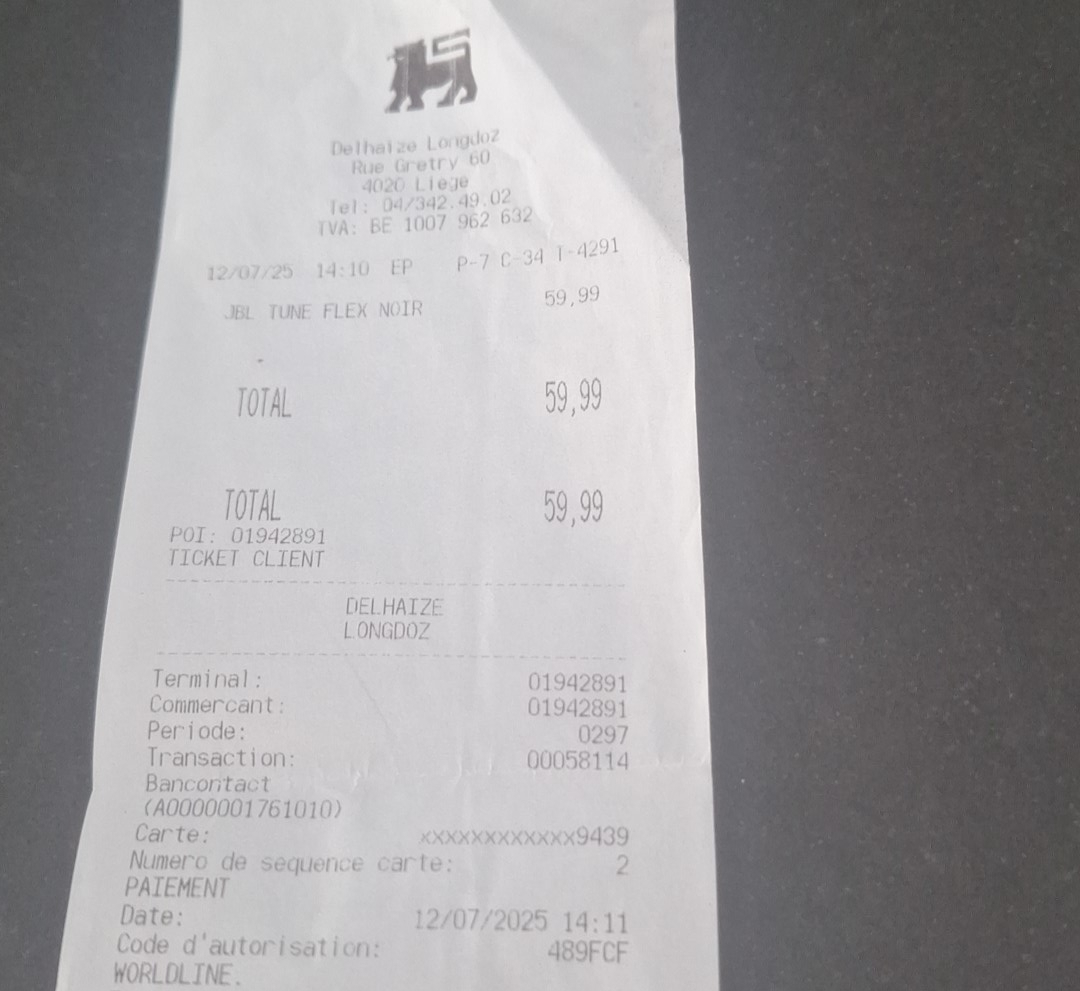 Delhaize Longdoz
Rue Gretry 60
4020 Liege
Tel: 04/342.49.02
TVA: BE 1007 962 632
12/07/25 14:10 EP P-7 C-34 T-4291
JBL TUNE FLEX NOIR 59,99
TOTAL 59,99
TOTAL 59,99
POI: 01942891
TICKET CLIENT
DELHAIZE
LONGDOZ
Terminal: 01942891
Commercant: 01942891
Periode: 0297
Transaction: 00058114
Bancontact
(A0000001761010)
Carte: xxxxxxxxxxxx9439
Numero de sequence carte: 2
PAIEMENT
Date: 12/07/2025 14:11
Code d'autorisation: 489FCF
WORLDLINE.